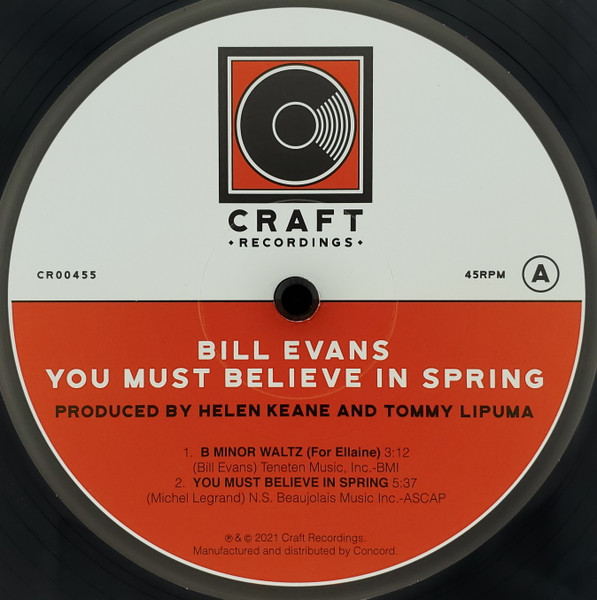 CRAFT
•RECORDINGS•
CR00455
45RPM A
BILL EVANS
YOU MUST BELIEVE IN SPRING
PRODUCED BY HELEN KEANE AND TOMMY LIPUMA
1. B MINOR WALTZ (For Ellaine) 3:12
(Bill Evans) Teneten Music, Inc.-BMI
2. YOU MUST BELIEVE IN SPRING 5:37
(Michel Legrand) N.S. Beaujolais Music Inc.-ASCAP
℗ & © 2021 Craft Recordings.
Manufactured and distributed by Concord.